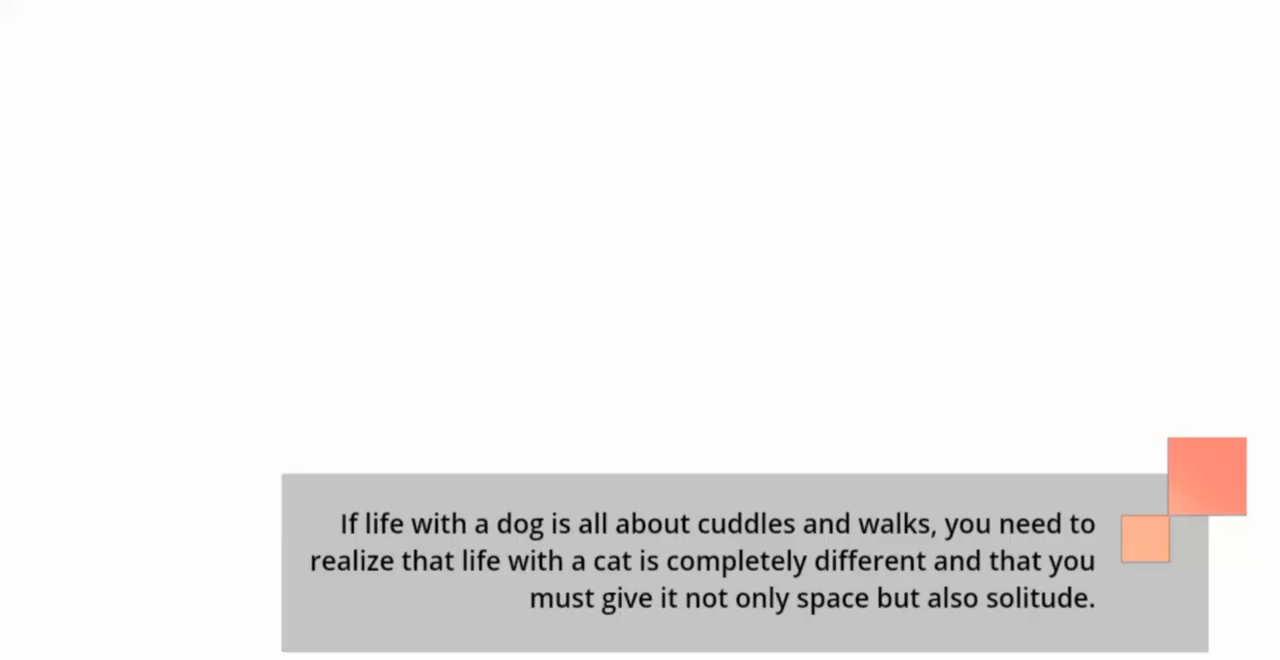 If life with a dog is all about cuddles and walks, you need to
realize that life with a cat is completely different and that you
must give it not only space but also solitude.